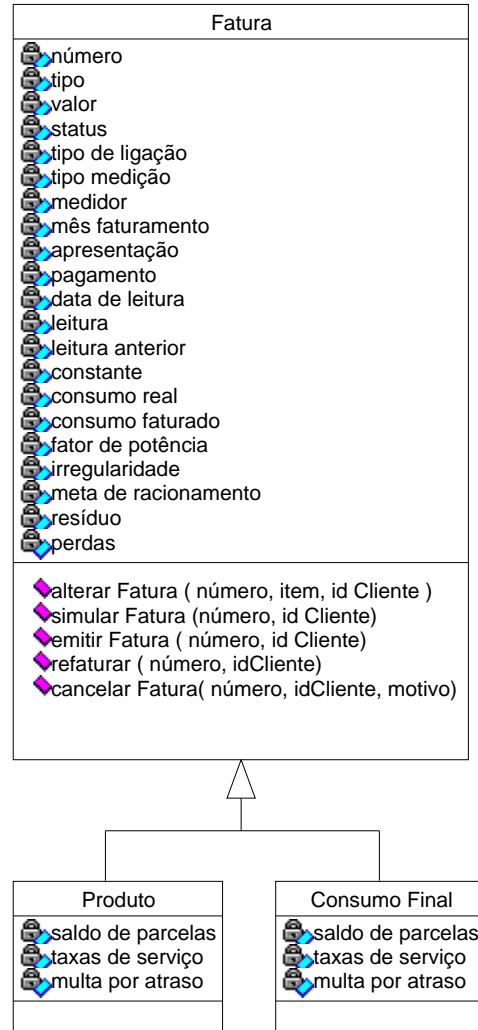 Fatura
número
tipo
valor
status
tipo de ligação
tipo medição
medidor
mês faturamento
apresentação
pagamento
data de leitura
leitura
leitura anterior
constante
consumo real
consumo faturado
fator de potência
irregularidade
meta de racionamento
resíduo
perdas
alterar Fatura ( número, item, id Cliente )
simular Fatura (número, id Cliente)
emitir Fatura ( número, id Cliente)
refaturar ( número, idCliente)
cancelar Fatura( número, idCliente, motivo)
Produto
saldo de parcelas
taxas de serviço
multa por atraso
Consumo Final
saldo de parcelas
taxas de serviço
multa por atraso